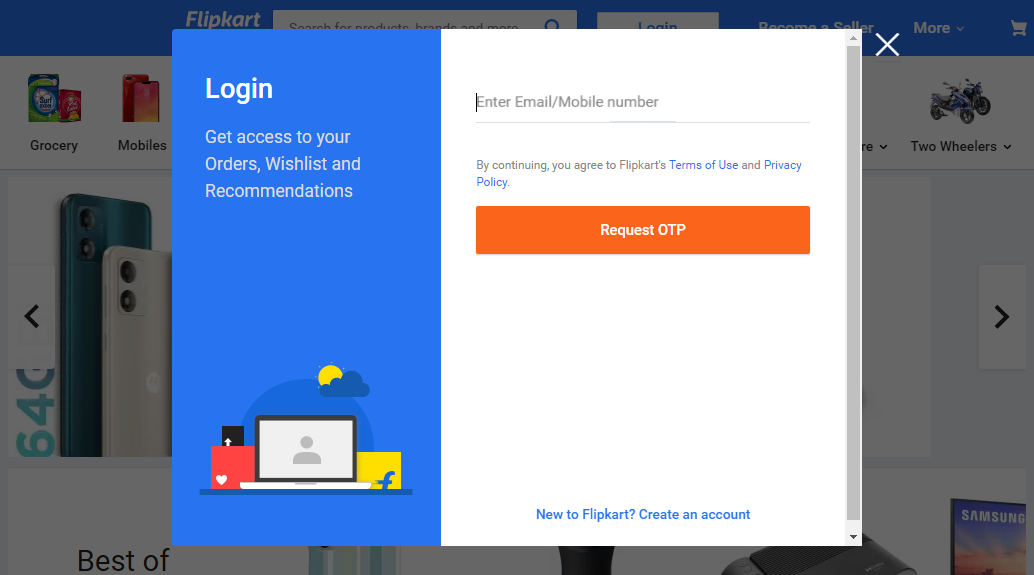 Flipkart
Search for products, brands and more
Login
Become a Seller
More
Grocery
Mobiles
re
Two Wheelers
Login
Get access to your
Orders, Wishlist and
Recommendations
Enter Email/Mobile number
By continuing, you agree to Flipkart's Terms of Use and Privacy
Policy.
Request OTP
New to Flipkart? Create an account
64G
Best of
SAMSUNG